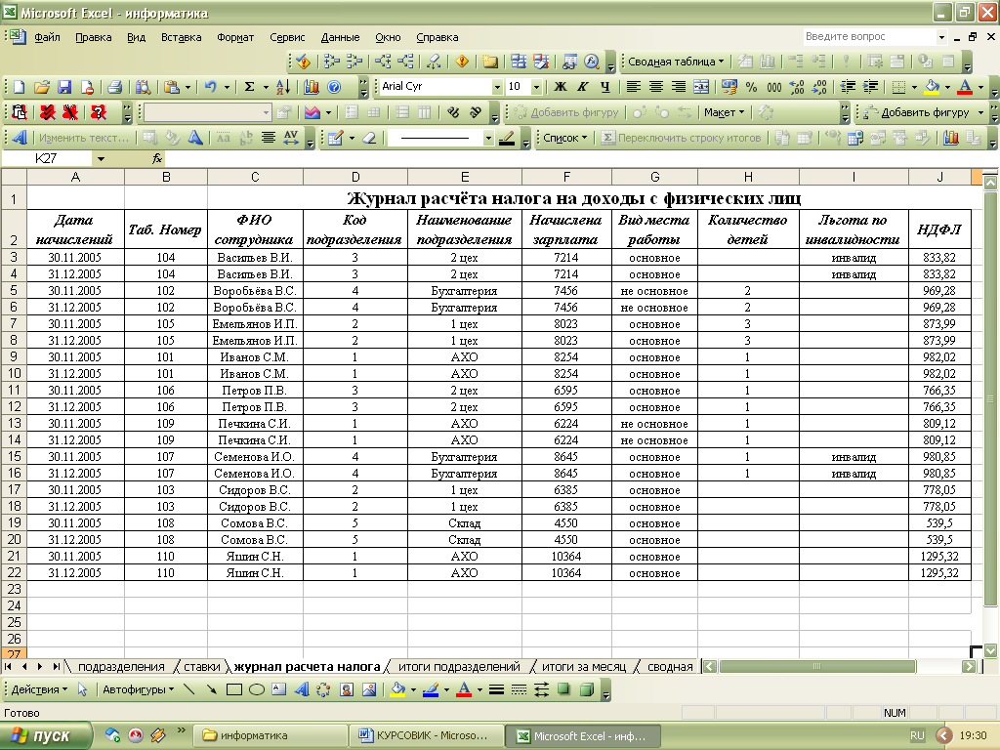 Microsoft Excel - информатика
Файл Правка Вид Вставка Формат Сервис Данные Окно Справка Введите вопрос
Сводная таблица
Arial Cyr 10 Ж К Ч % 000
Добавить фигуру Макет Добавить фигуру
Изменить текст... Список Переключить строку итогов
K27 fx
A B C D E F G H I J
1 Журнал расчёта налога на доходы с физических лиц
Дата ФИО Код Наименование Начислена Вид места Количество Льгота по
Таб. Номер НДФЛ
2 начислений сотрудника подразделения подразделения зарплата работы детей инвалидности
3 30.11.2005 104 Васильев В.И. 3 2 цех 7214 основное инвалид 833,82
4 31.12.2005 104 Васильев В.И. 3 2 цех 7214 основное инвалид 833,82
5 30.11.2005 102 Воробьёва В.С. 4 Бухгалтерия 7456 не основное 2 969,28
6 31.12.2005 102 Воробьёва В.С. 4 Бухгалтерия 7456 не основное 2 969,28
7 30.11.2005 105 Емельянов И.П. 2 1 цех 8023 основное 3 873,99
8 31.12.2005 105 Емельянов И.П. 2 1 цех 8023 основное 3 873,99
9 30.11.2005 101 Иванов С.М. 1 АХО 8254 основное 1 982,02
10 31.12.2005 101 Иванов С.М. 1 АХО 8254 основное 1 982,02
11 30.11.2005 106 Петров П.В. 3 2 цех 6595 основное 1 766,35
12 31.12.2005 106 Петров П.В. 3 2 цех 6595 основное 1 766,35
13 30.11.2005 109 Печкина С.И. 1 АХО 6224 не основное 1 809,12
14 31.12.2005 109 Печкина С.И. 1 АХО 6224 не основное 1 809,12
15 30.11.2005 107 Семенова И.О. 4 Бухгалтерия 8645 основное 1 инвалид 980,85
16 31.12.2005 107 Семенова И.О. 4 Бухгалтерия 8645 основное 1 инвалид 980,85
17 30.11.2005 103 Сидоров В.С. 2 1 цех 6385 основное 778,05
18 31.12.2005 103 Сидоров В.С. 2 1 цех 6385 основное 778,05
19 30.11.2005 108 Сомова В.С. 5 Склад 4550 основное 539,5
20 31.12.2005 108 Сомова В.С. 5 Склад 4550 основное 539,5
21 30.11.2005 110 Яшин С.Н. 1 АХО 10364 основное 1295,32
22 31.12.2005 110 Яшин С.Н. 1 АХО 10364 основное 1295,32
23
24
25
26
27
подразделения ставки журнал расчета налога итоги подразделений итоги за месяц сводная
Действия Автофигуры
Готово NUM
пуск информатика КУРСОВИК - Microso... Microsoft Excel - инф... RU 19:30